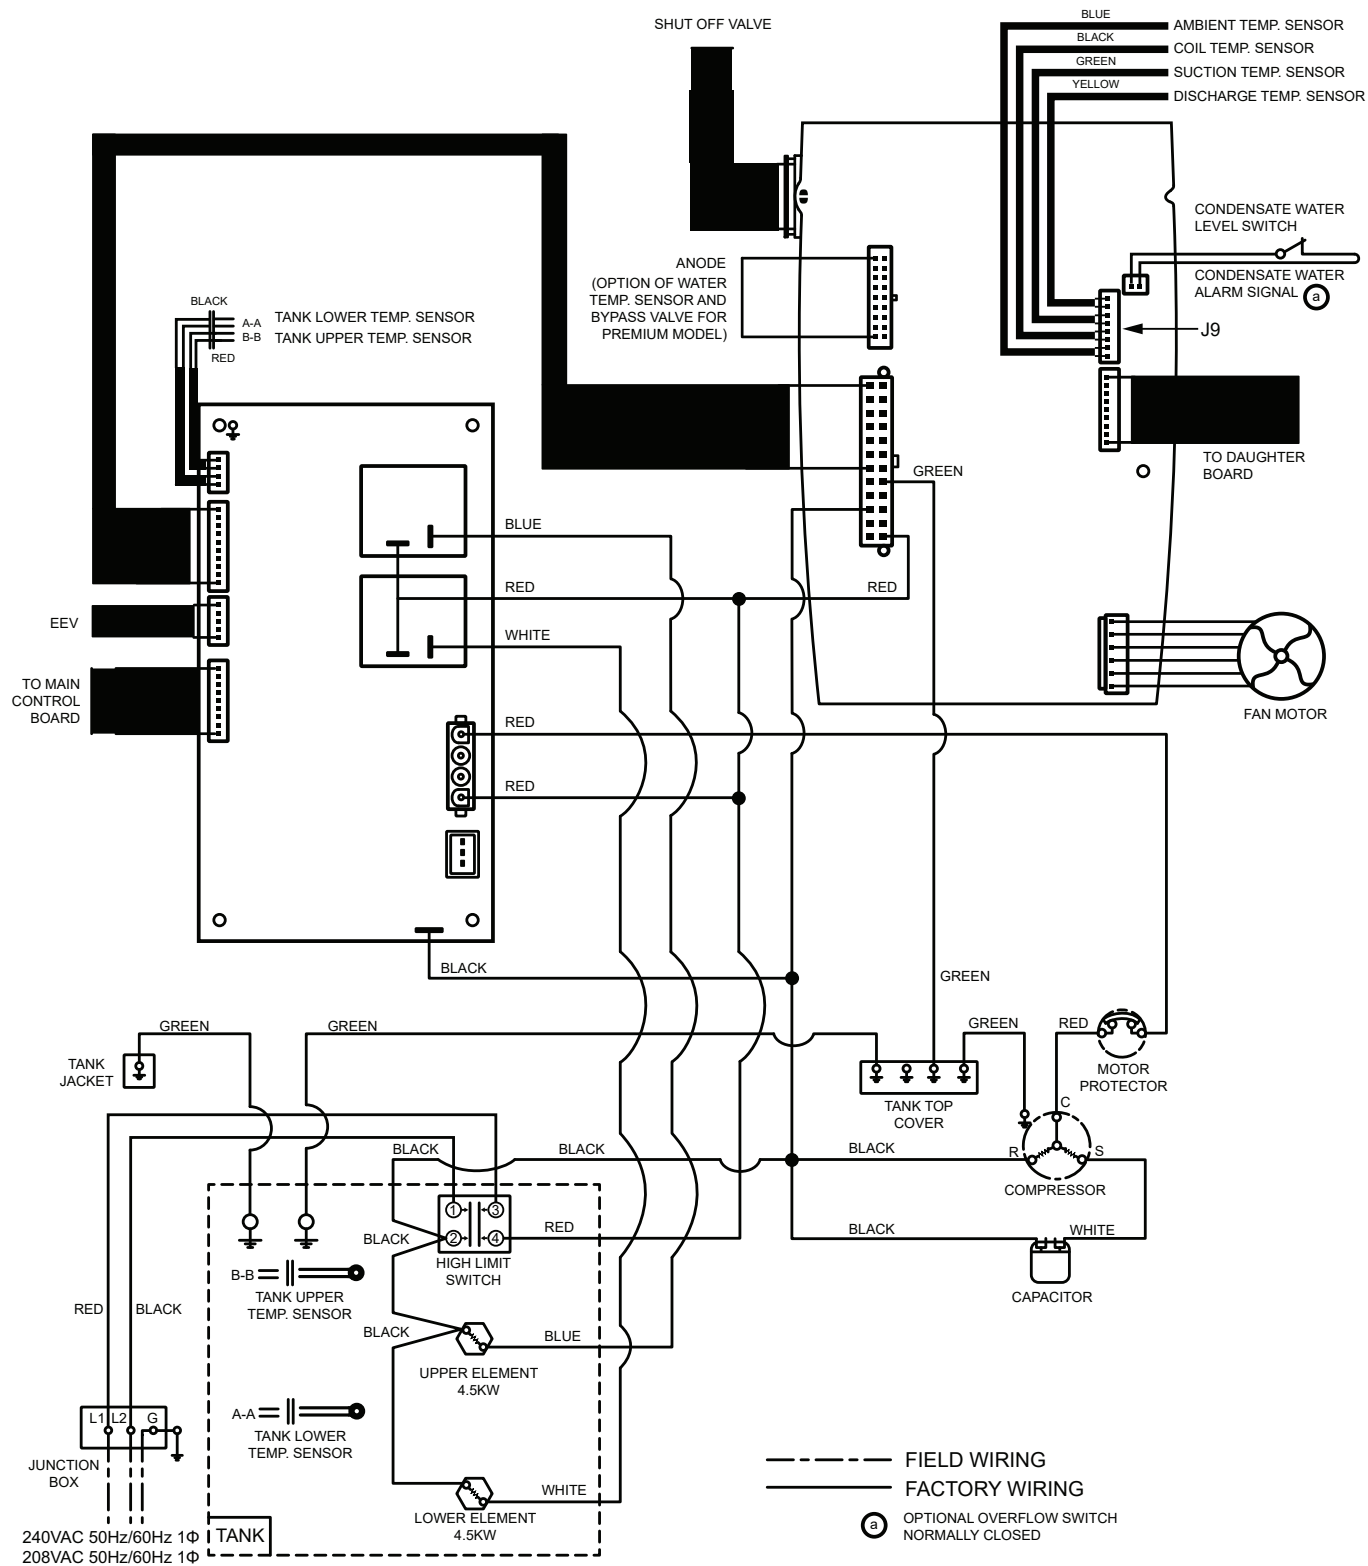 SHUT OFF VALVE
BLUE
AMBIENT TEMP. SENSOR
BLACK
COIL TEMP. SENSOR
GREEN
SUCTION TEMP. SENSOR
YELLOW
DISCHARGE TEMP. SENSOR
CONDENSATE WATER
LEVEL SWITCH
CONDENSATE WATER
ALARM SIGNAL a
J9
ANODE
(OPTION OF WATER
TEMP. SENSOR AND
BYPASS VALVE FOR
PREMIUM MODEL)
BLACK
A-A TANK LOWER TEMP. SENSOR
B-B TANK UPPER TEMP. SENSOR
RED
TO DAUGHTER
BOARD
GREEN
BLUE
RED
RED
WHITE
EEV
TO MAIN
CONTROL
BOARD
FAN MOTOR
RED
RED
BLACK
GREEN
GREEN
GREEN
GREEN
RED
TANK
JACKET
MOTOR
PROTECTOR
TANK TOP
COVER
C
R
S
COMPRESSOR
BLACK
BLACK
BLACK
1
3
2
4
BLACK
RED
HIGH LIMIT
SWITCH
BLACK
WHITE
CAPACITOR
B-B
TANK UPPER
TEMP. SENSOR
RED
BLACK
BLACK
BLUE
UPPER ELEMENT
4.5KW
A-A
TANK LOWER
TEMP. SENSOR
L1 L2 G
JUNCTION
BOX
WHITE
LOWER ELEMENT
4.5KW
240VAC 50Hz/60Hz 1Φ
208VAC 50Hz/60Hz 1Φ
TANK
FIELD WIRING
FACTORY WIRING
a OPTIONAL OVERFLOW SWITCH
NORMALLY CLOSED